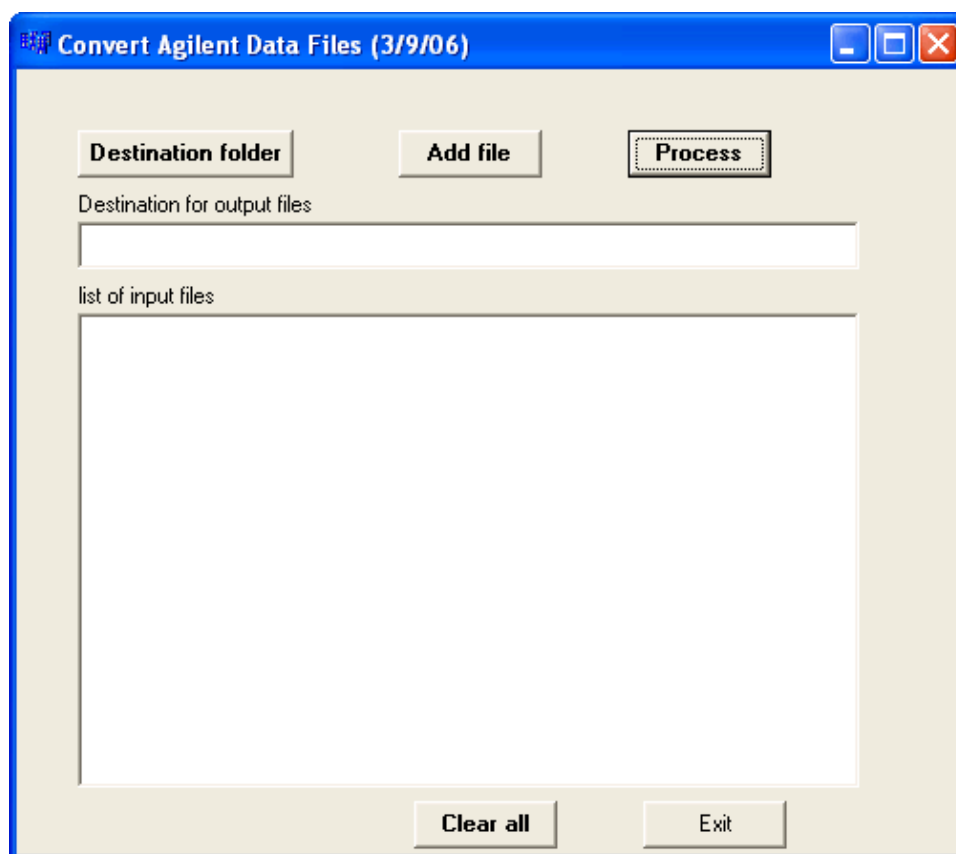 Convert Agilent Data Files (3/9/06)
Destination folder Add file Process
Destination for output files
list of input files
Clear all Exit